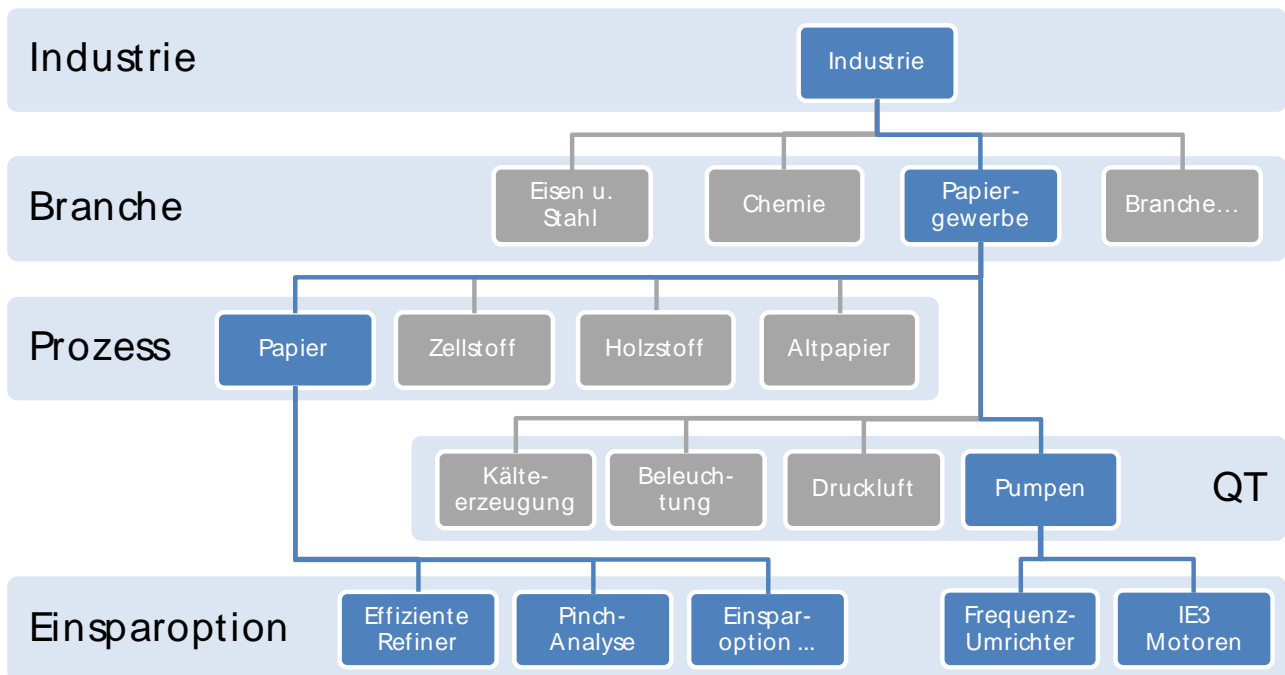 Industrie
Industrie
Branche
Eisen u.
Stahl
Chemie
Papier-
gewerbe
Branche...
Prozess
Papier
Zellstoff
Holzstoff
Altpapier
Kälte-
erzeugung
Beleuch-
tung
Druckluft
Pumpen
QT
Einsparoption
Effiziente
Refiner
Pinch-
Analyse
Einspar-
option ...
Frequenz-
Umrichter
IE3
Motoren